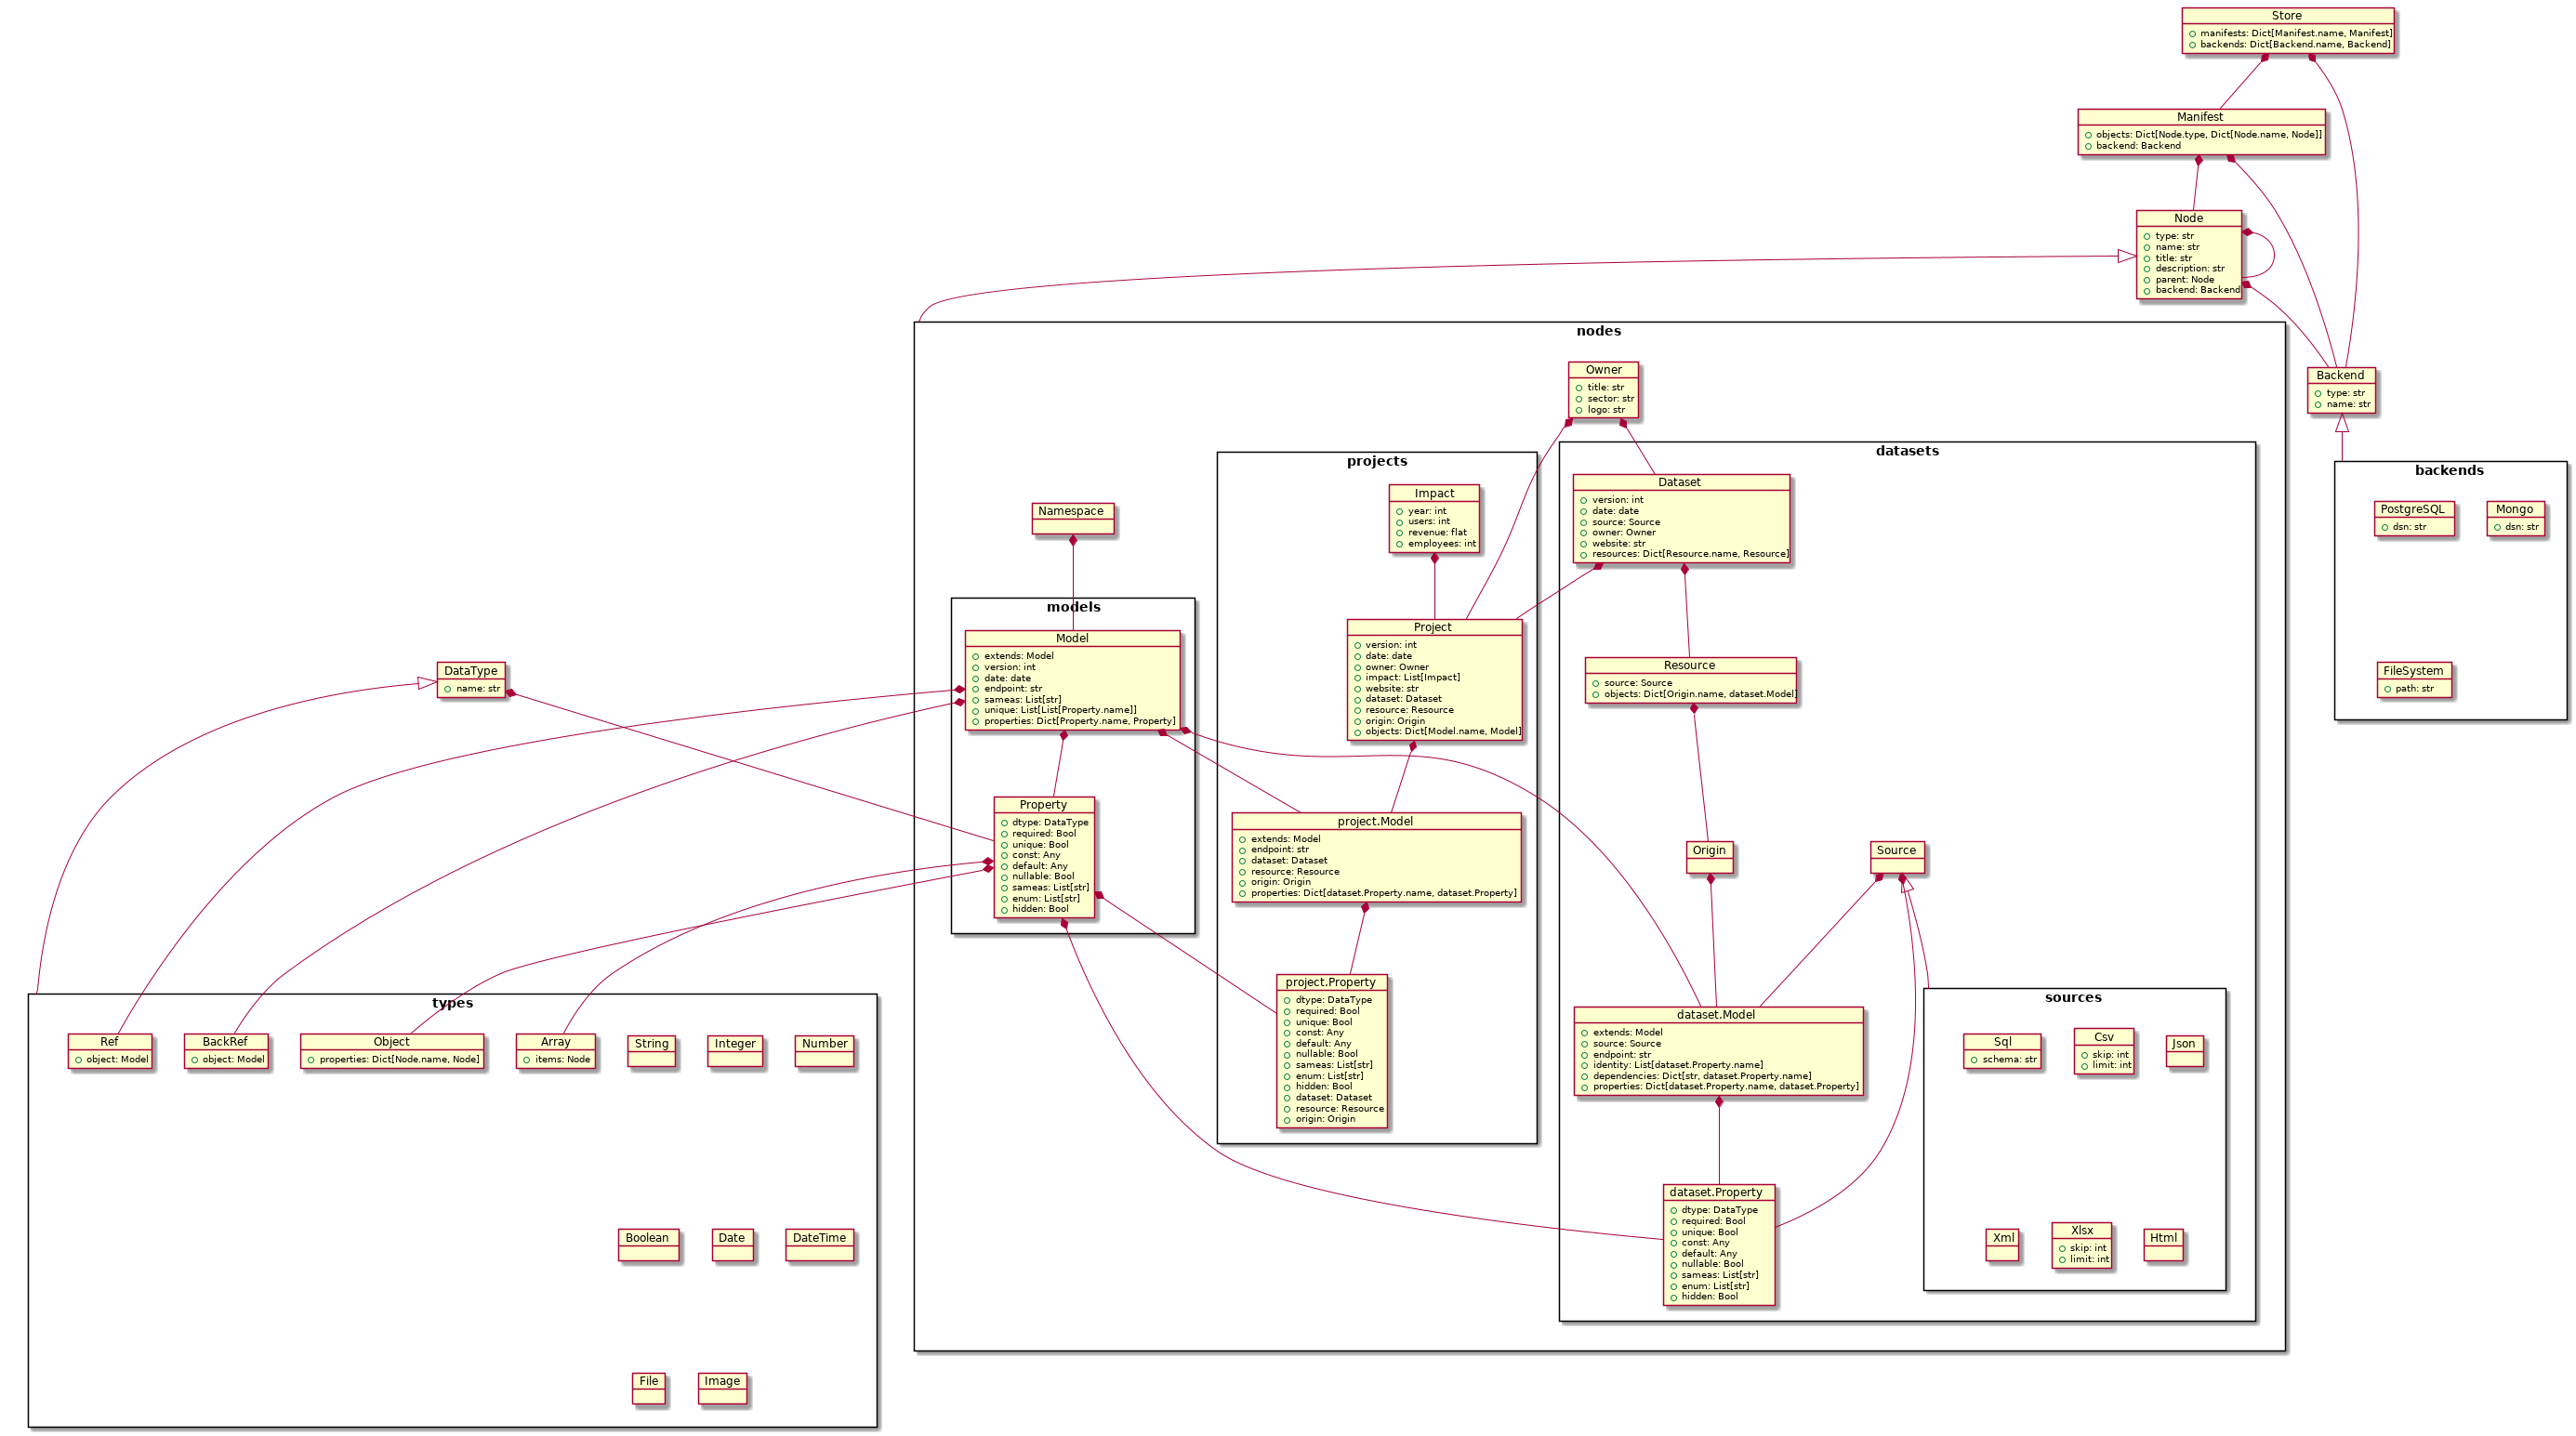 Store
manifests: Dict[Manifest.name, Manifest]
backends: Dict[Backend.name, Backend]
Manifest
objects: Dict[Node.type, Dict[Node.name, Node]]
backend: Backend
Node
type: str
name: str
title: str
description: str
parent: Node
backend: Backend
nodes
Owner
title: str
sector: str
logo: str
Backend
type: str
name: str
backends
PostgreSQL
dsn: str
Mongo
dsn: str
FileSystem
path: str
projects
Impact
year: int
users: int
revenue: flat
employees: int
Project
version: int
date: date
owner: Owner
impact: List[Impact]
website: str
dataset: Dataset
resource: Resource
origin: Origin
objects: Dict[Model.name, Model]
project.Model
extends: Model
endpoint: str
dataset: Dataset
resource: Resource
origin: Origin
properties: Dict[dataset.Property.name, dataset.Property]
project.Property
dtype: DataType
required: Bool
unique: Bool
const: Any
default: Any
nullable: Bool
sameas: List[str]
enum: List[str]
hidden: Bool
dataset: Dataset
resource: Resource
origin: Origin
datasets
Dataset
version: int
date: date
source: Source
owner: Owner
website: str
resources: Dict[Resource.name, Resource]
Resource
source: Source
objects: Dict[Origin.name, dataset.Model]
Origin
Source
dataset.Model
extends: Model
source: Source
endpoint: str
identity: List[dataset.Property.name]
dependencies: Dict[str, dataset.Property.name]
properties: Dict[dataset.Property.name, dataset.Property]
dataset.Property
dtype: DataType
required: Bool
unique: Bool
const: Any
default: Any
nullable: Bool
sameas: List[str]
enum: List[str]
hidden: Bool
sources
Sql
schema: str
Csv
skip: int
limit: int
Json
Xml
Xlsx
skip: int
limit: int
Html
Namespace
models
Model
extends: Model
version: int
date: date
endpoint: str
sameas: List[str]
unique: List[List[Property.name]]
properties: Dict[Property.name, Property]
Property
dtype: DataType
required: Bool
unique: Bool
const: Any
default: Any
nullable: Bool
sameas: List[str]
enum: List[str]
hidden: Bool
DataType
name: str
types
Ref
object: Model
BackRef
object: Model
Object
properties: Dict[Node.name, Node]
Array
items: Node
String
Integer
Number
Boolean
Date
DateTime
File
Image